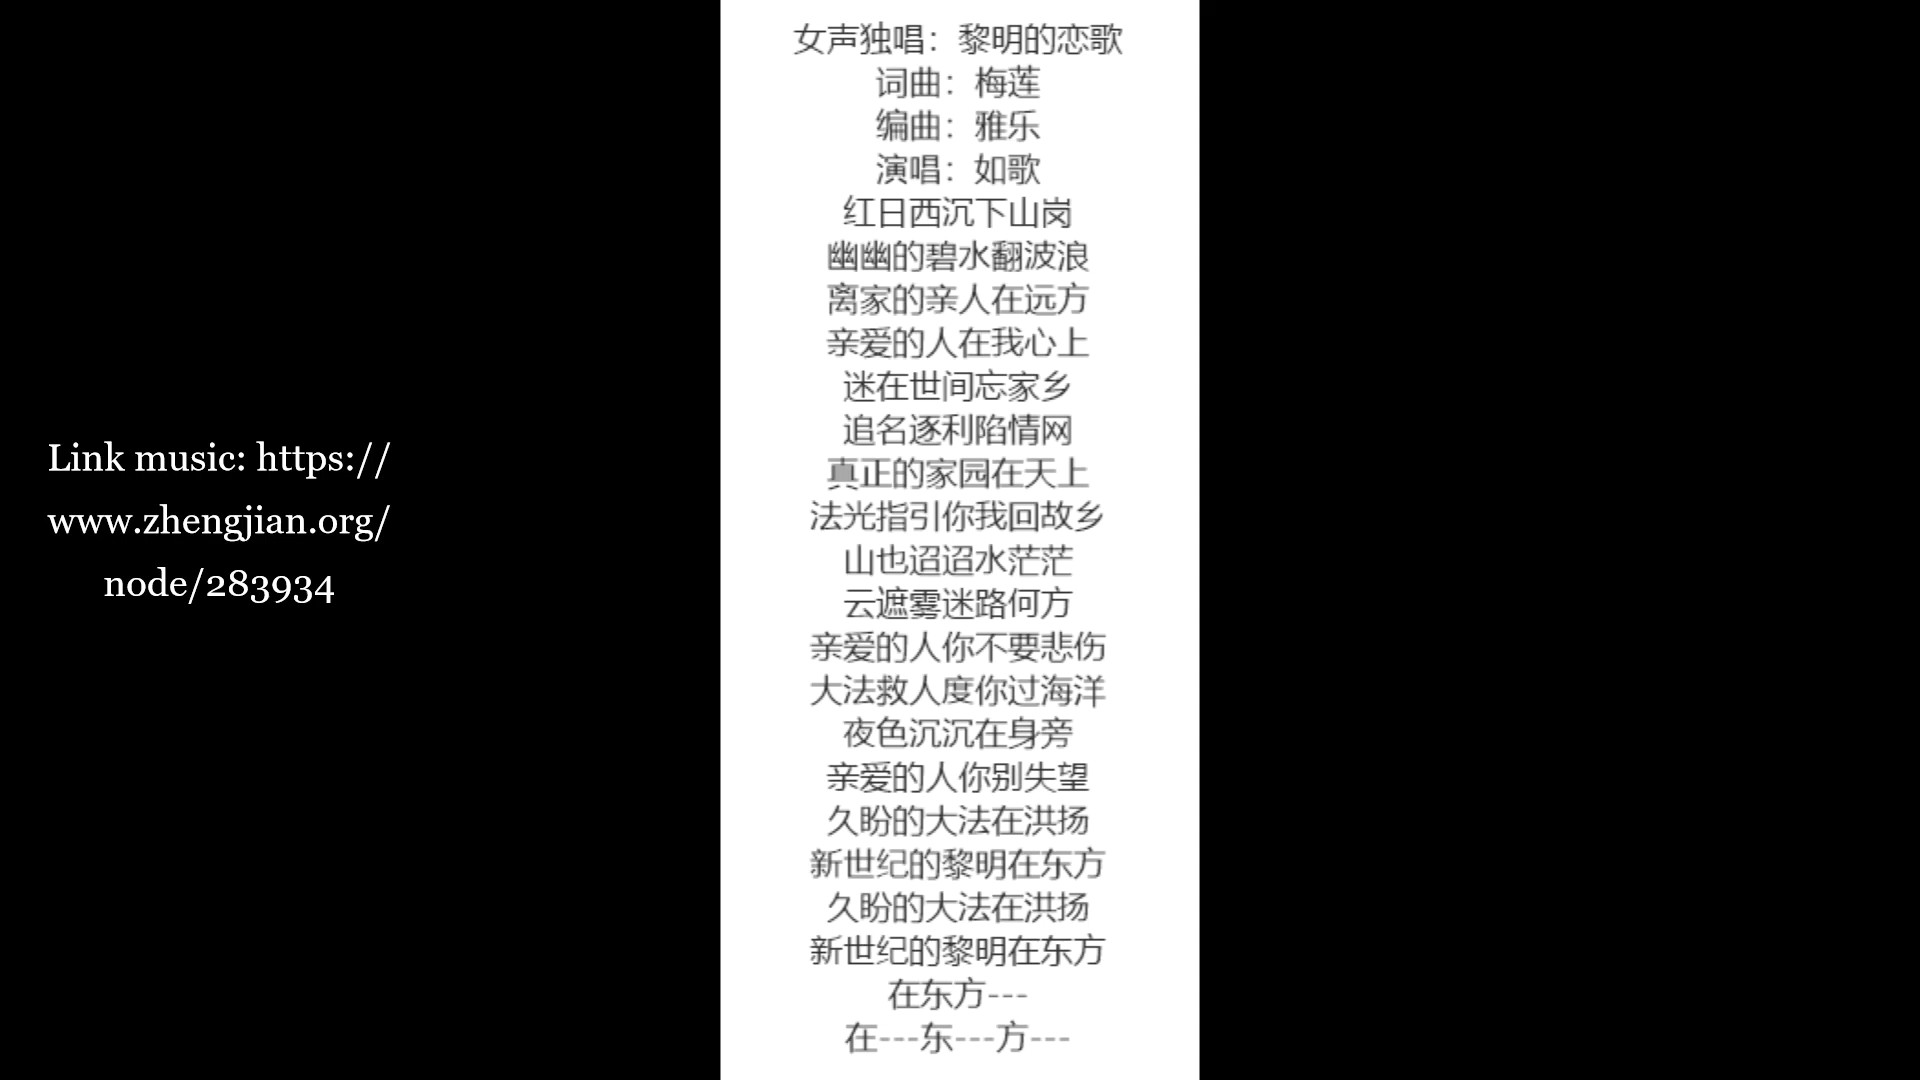 Link music: https://
www.zhengjian.org/
node/283934
女声独唱：黎明的恋歌
词曲：梅莲
编曲：雅乐
演唱：如歌
红日西沉下山岗
幽幽的碧水翻波浪
离家的亲人在远方
亲爱的人在我心上
迷在世间忘家乡
追名逐利陷情网
真正的家园在天上
法光指引你我回故乡
山也迢迢水茫茫
云遮雾迷路何方
亲爱的人你不要悲伤
大法救人度你过海洋
夜色沉沉在身旁
亲爱的人你别失望
久盼的大法在洪扬
新世纪的黎明在东方
久盼的大法在洪扬
新世纪的黎明在东方
在东方---
在---东---方---